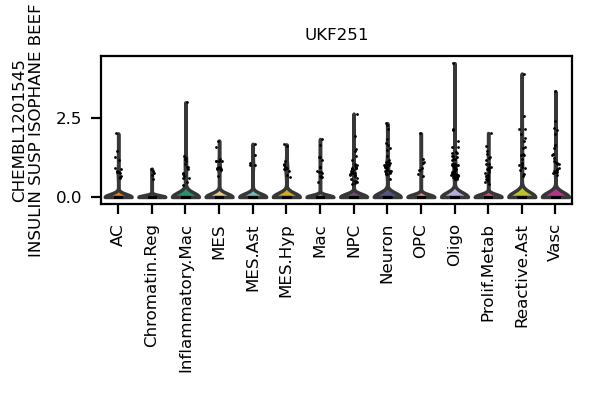 UKF251
CHEMBL1201545
INSULIN SUSP ISOPHANE BEEF
2.5
0.0
AC
Chromatin.Reg
Inflammatory.Mac
MES
MES.Ast
MES.Hyp
Mac
NPC
Neuron
OPC
Oligo
Prolif.Metab
Reactive.Ast
Vasc